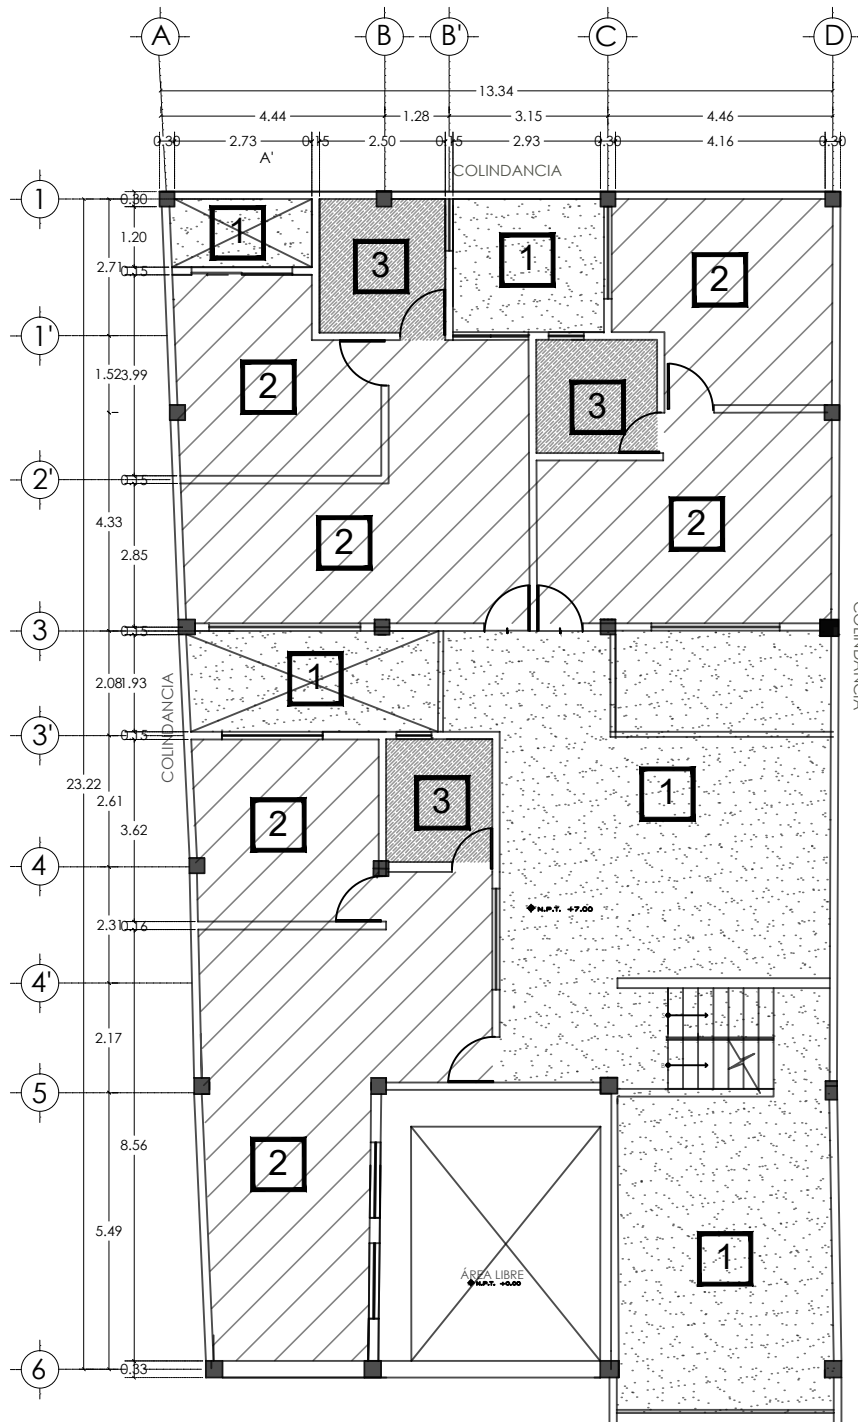 A B B' C D
13.34
4.44 1.28 3.15 4.46
0.30 2.73 0.15 2.50 0.15 2.93 0.30 4.16 0.30
A'
COLINDANCIA
1 0.30
1.20 1 3 1 2
2.71 0.15
1'
1.52 3.99 2 3
2' 0.15
4.33 2 2
2.85
3 0.15
COLINDANCIA
2.08 1.93 1
COLINDANCIA
3' 0.15
23.22 2.61 3 1
3.62 2
4
N.P.T. +7.00
2.31 0.16
4'
2.17
5
8.56 2
5.49 1
ÁREA LIBRE
N.P.T. +0.00
6 0.33